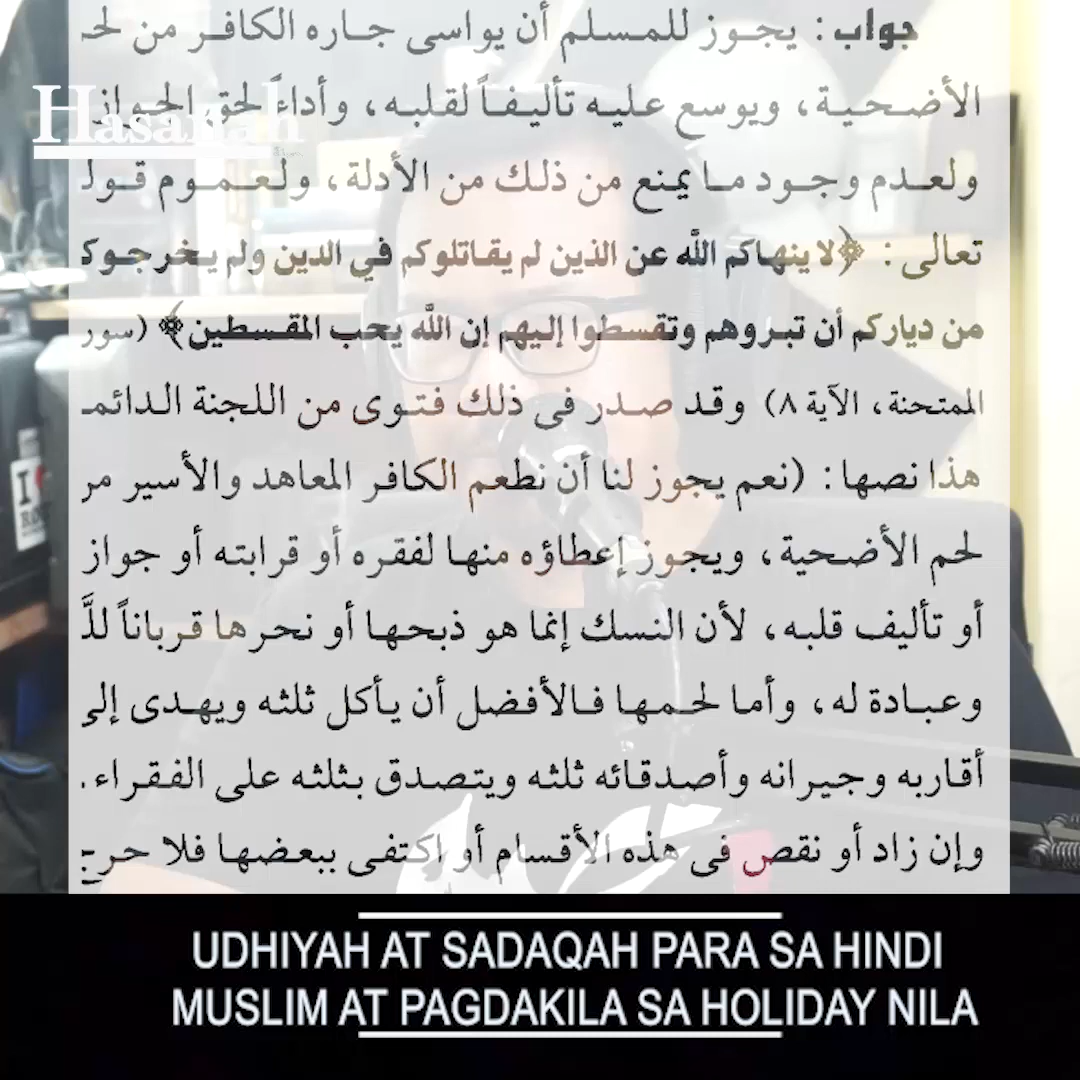 جواب: يجوز للمسلم أن يواسى جاره الكافر من لحـ
Hasanah
الأضحية، ويوسع عليه تأليفاً لقلبه، وأداءً لحق الجوار
ولعدم وجود ما يمنع من ذلك من الأدلة، ولعموم قولـ
تعالى: ﴿لا ينهاكم الله عن الذين لم يقاتلوكم في الدين ولم يخرجوكـ
من دياركم أن تبروهم وتقسطوا إليهم إن الله يحب المقسطين﴾ (سور
الممتحنة، الآية ٨) وقد صدر فى ذلك فتوى من اللجنة الدائمـ
هذا نصها: (نعم يجوز لنا أن نطعم الكافر المعاهد والأسير مر
لحم الأضحية، ويجوز إعطاؤه منها لفقره أو قرابته أو جواز
أو تأليف قلبه، لأن النسك إنما هو ذبحها أو نحرها قرباناً للَّـ
وعبادة له، وأما لحمها فالأفضل أن يأكل ثلثه ويهدى إلى
أقاربه وجيرانه وأصدقائه ثلثه ويتصدق بثلثه على الفقراء.
وإن زاد أو نقص فى هذه الأقسام أو اكتفى ببعضها فلا حرج
UDHIYAH AT SADAQAH PARA SA HINDI
MUSLIM AT PAGDAKILA SA HOLIDAY NILA